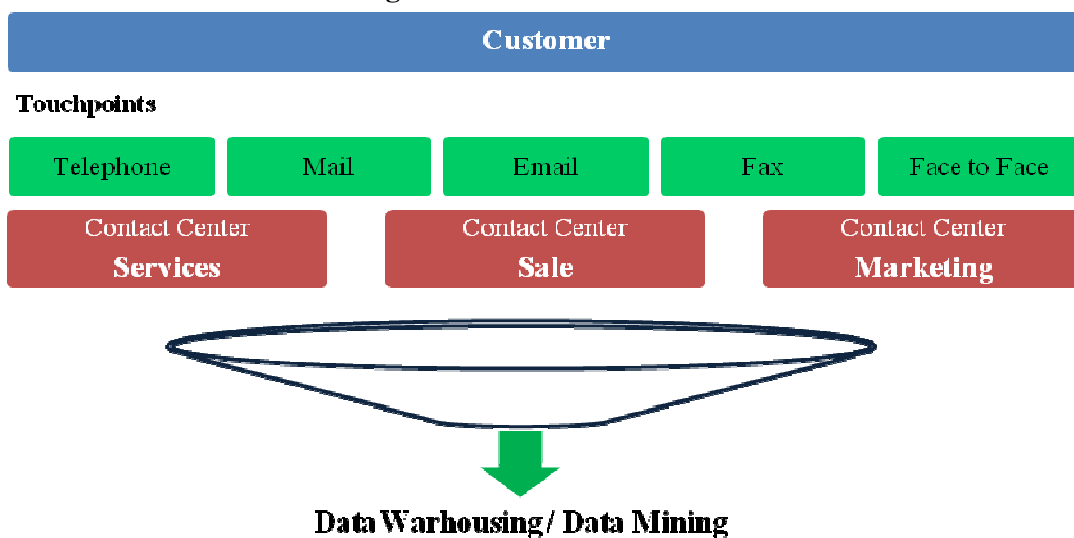 Customer
Touchpoints
Telephone Mail Email Fax Face to Face
Contact Center Contact Center Contact Center
Services Sale Marketing
Data Warhousing / Data Mining